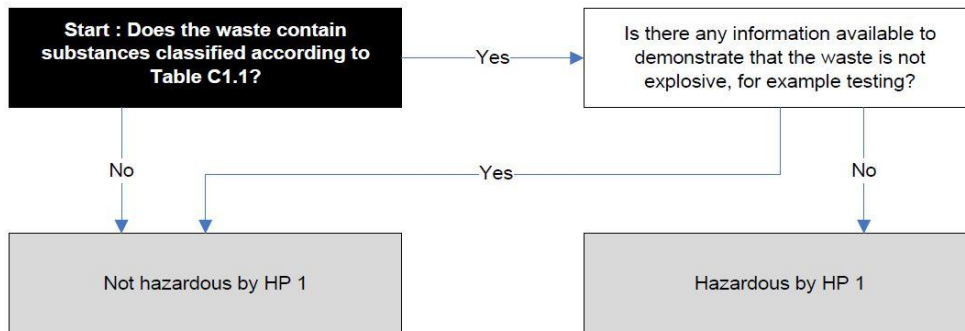 Start : Does the waste contain
substances classified according to
Table C1.1?
Yes
Is there any information available to
demonstrate that the waste is not
explosive, for example testing?
No
Yes
No
Not hazardous by HP 1
Hazardous by HP 1